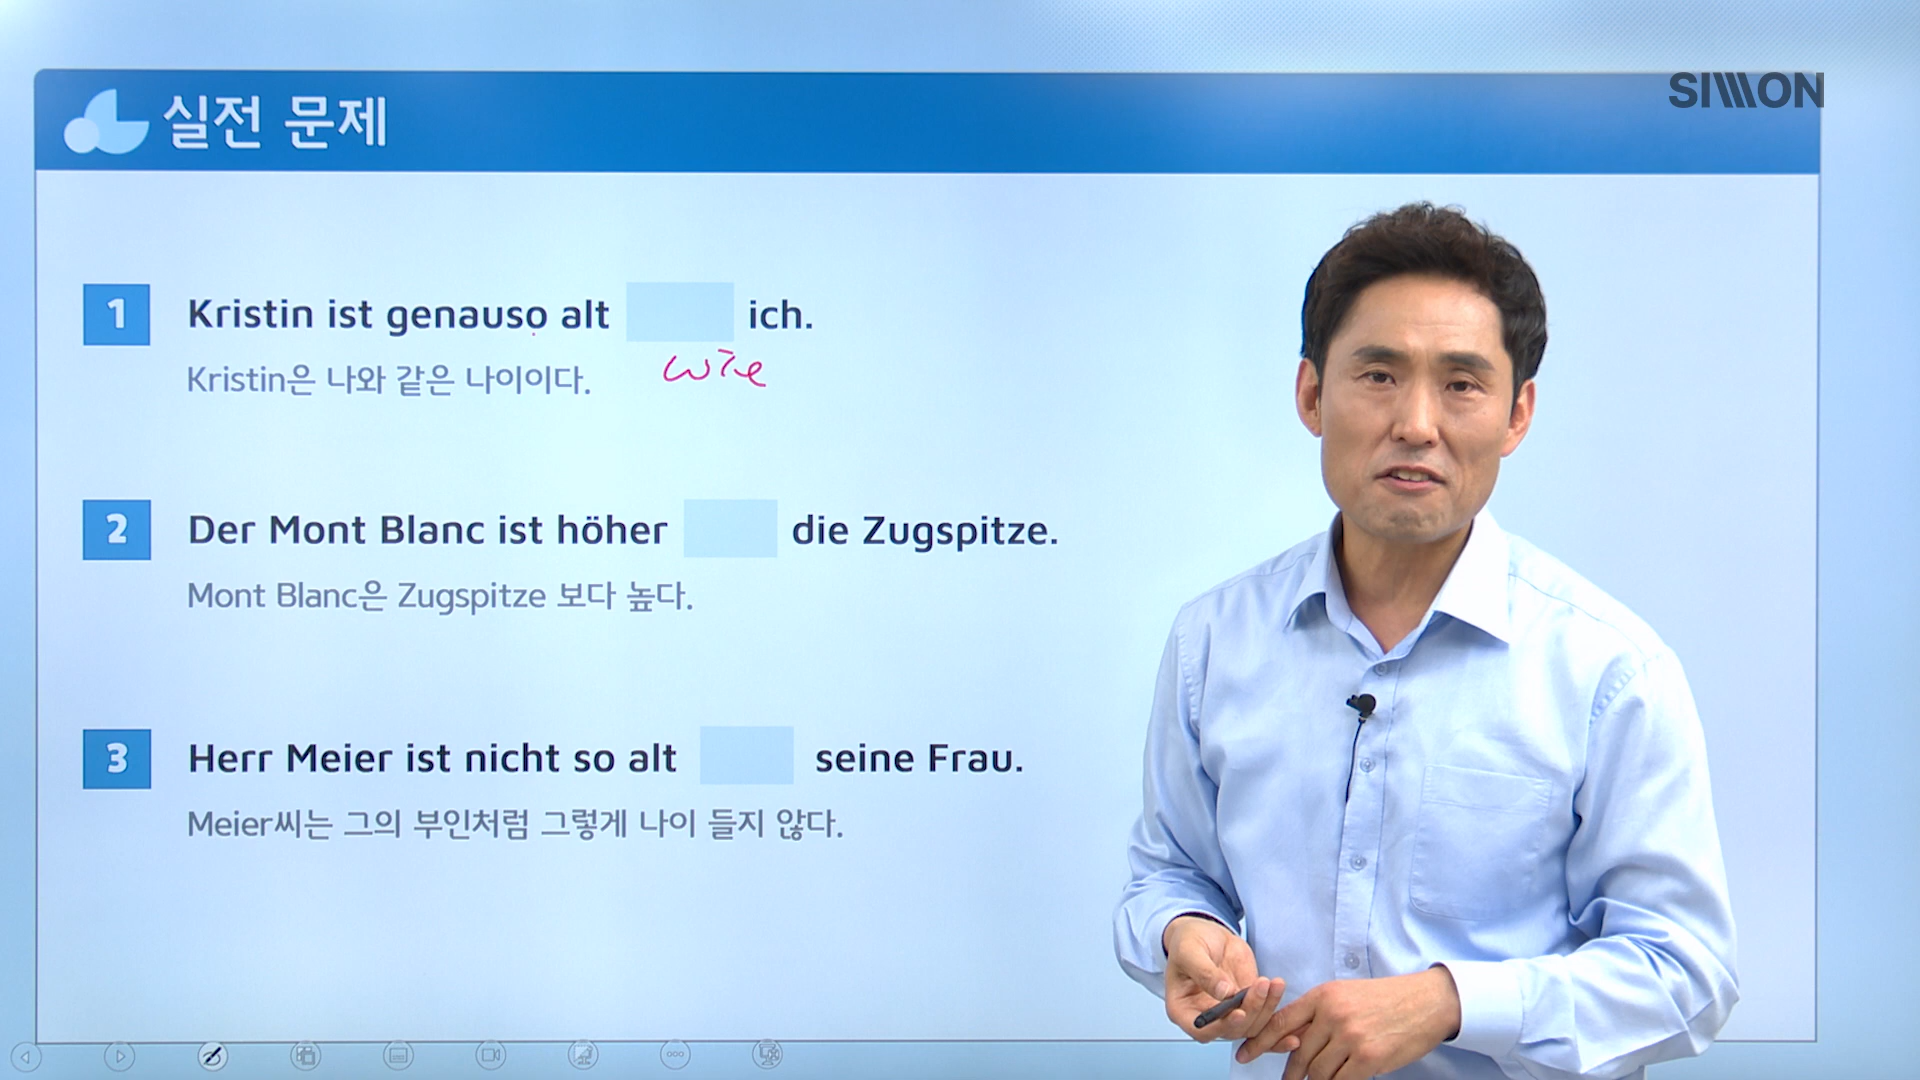 SIWON
실전 문제
1 Kristin ist genauso alt ich.
wie
Kristin은 나와 같은 나이이다.
2 Der Mont Blanc ist höher die Zugspitze.
Mont Blanc은 Zugspitze 보다 높다.
3 Herr Meier ist nicht so alt seine Frau.
Meier씨는 그의 부인처럼 그렇게 나이 들지 않다.